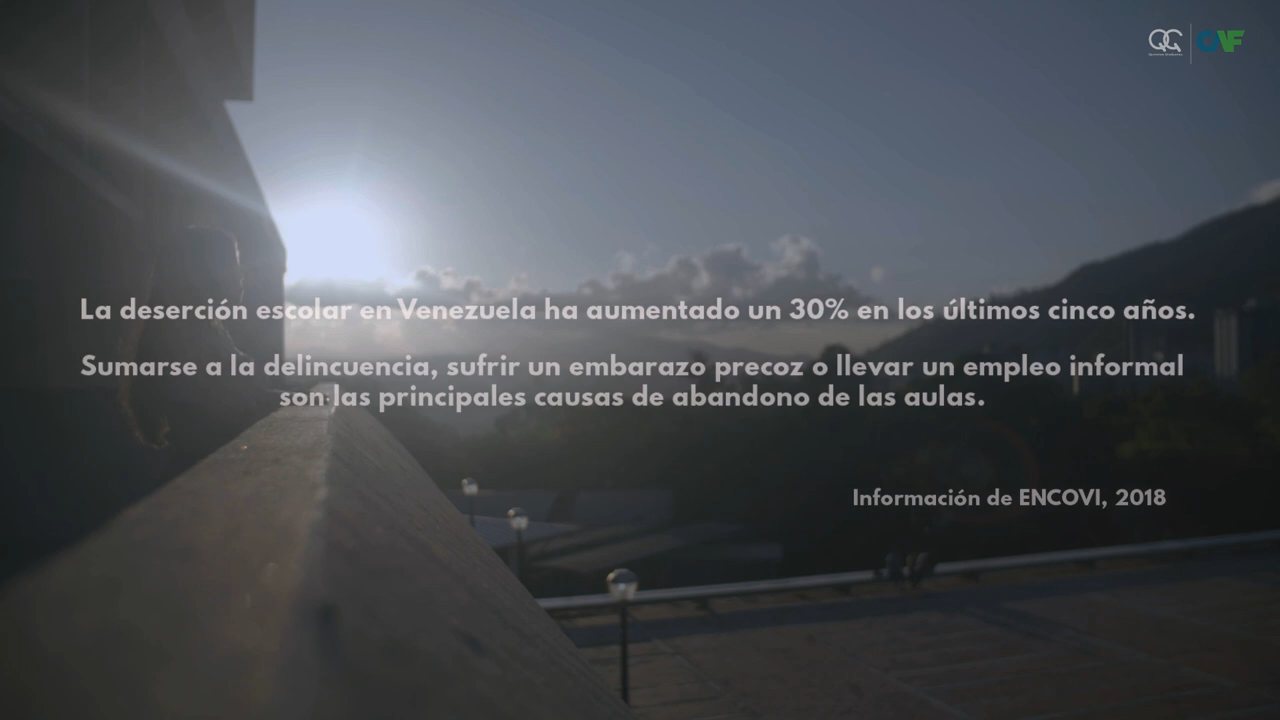 QG
CAF
La deserción escolar en Venezuela ha aumentado un 30% en los últimos cinco años.
Sumarse a la delincuencia, sufrir un embarazo precoz o llevar un empleo informal
son las principales causas de abandono de las aulas.
Información de ENCOVI, 2018